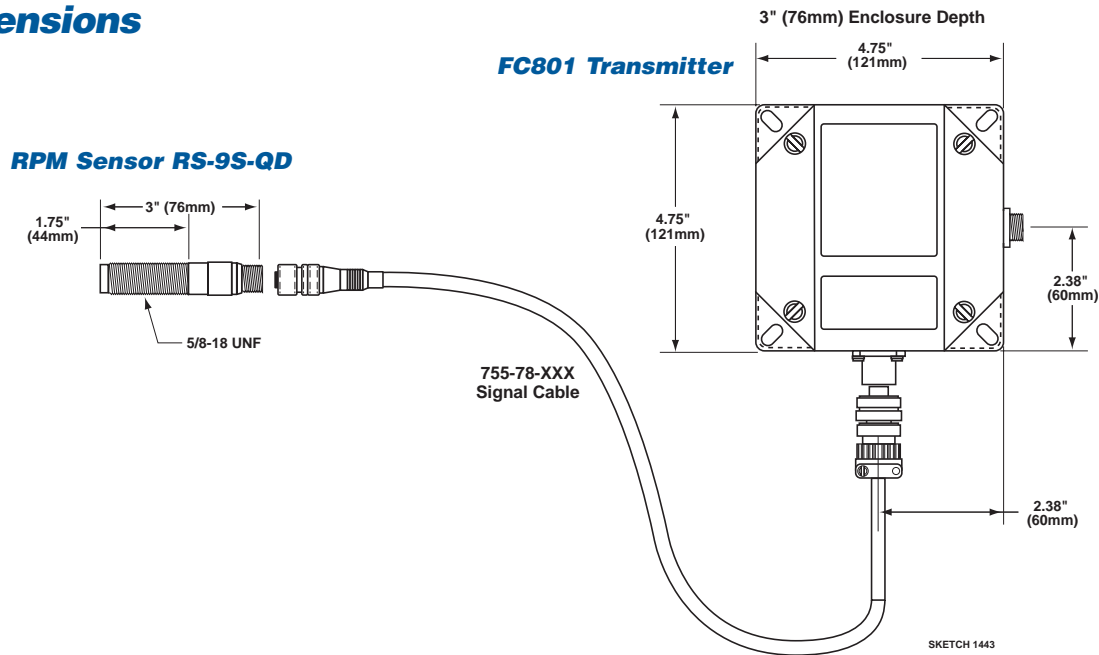 ensions
3" (76mm) Enclosure Depth
4.75"
(121mm)
FC801 Transmitter
RPM Sensor RS-9S-QD
3" (76mm)
1.75"
(44mm)
4.75"
(121mm)
2.38"
(60mm)
5/8-18 UNF
755-78-XXX
Signal Cable
2.38"
(60mm)
SKETCH 1443